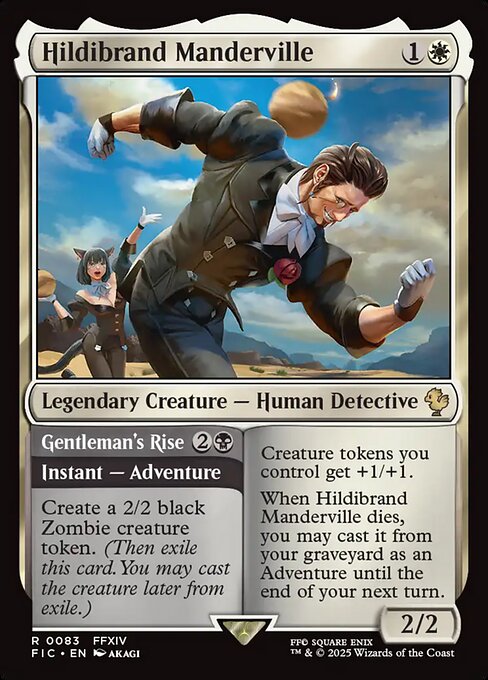 Hildibrand Manderville 1
Legendary Creature — Human Detective
Gentleman's Rise 2
Instant — Adventure
Create a 2/2 black
Zombie creature
token. (Then exile
this card. You may cast
the creature later from
exile.)
Creature tokens you
control get +1/+1.
When Hildibrand
Manderville dies,
you may cast it from
your graveyard as an
Adventure until the
end of your next turn.
2/2
R 0083 FFXIV
FIC • EN AKAGI
FF© SQUARE ENIX
™ & © 2025 Wizards of the Coast